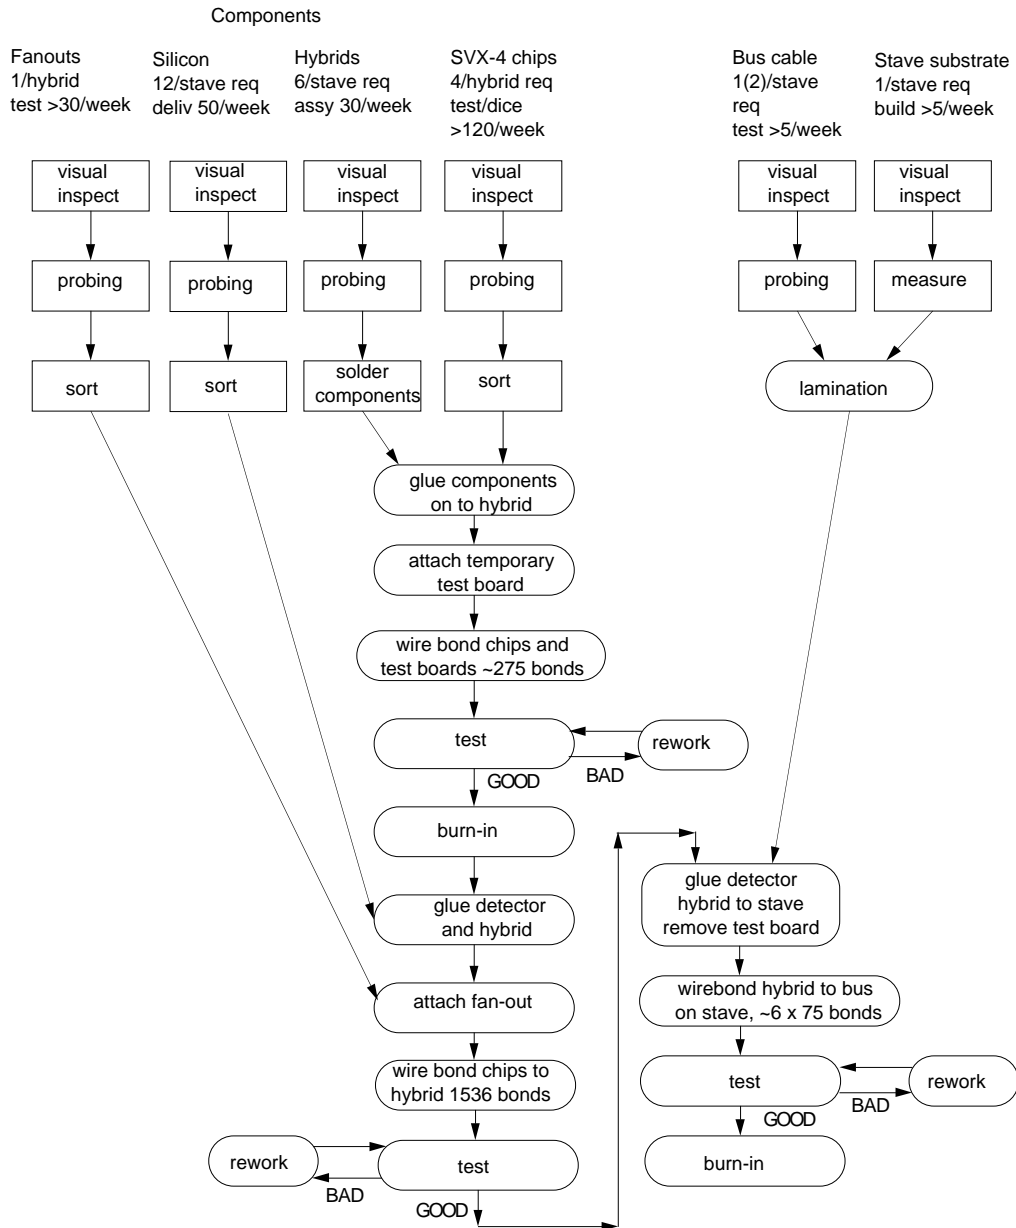 Components
Fanouts
1/hybrid
test >30/week
Silicon
12/stave req
deliv 50/week
Hybrids
6/stave req
assy 30/week
SVX-4 chips
4/hybrid req
test/dice
>120/week
Bus cable
1(2)/stave
req
test >5/week
Stave substrate
1/stave req
build >5/week
visual
inspect
visual
inspect
visual
inspect
visual
inspect
visual
inspect
visual
inspect
probing
probing
probing
probing
probing
measure
sort
sort
solder
components
sort
lamination
glue components
on to hybrid
attach temporary
test board
wire bond chips and
test boards ~275 bonds
test
rework
GOOD
BAD
burn-in
glue detector
and hybrid
attach fan-out
wire bond chips to
hybrid 1536 bonds
rework
test
BAD
GOOD
glue detector
hybrid to stave
remove test board
wirebond hybrid to bus
on stave, ~6 x 75 bonds
test
rework
GOOD
BAD
burn-in